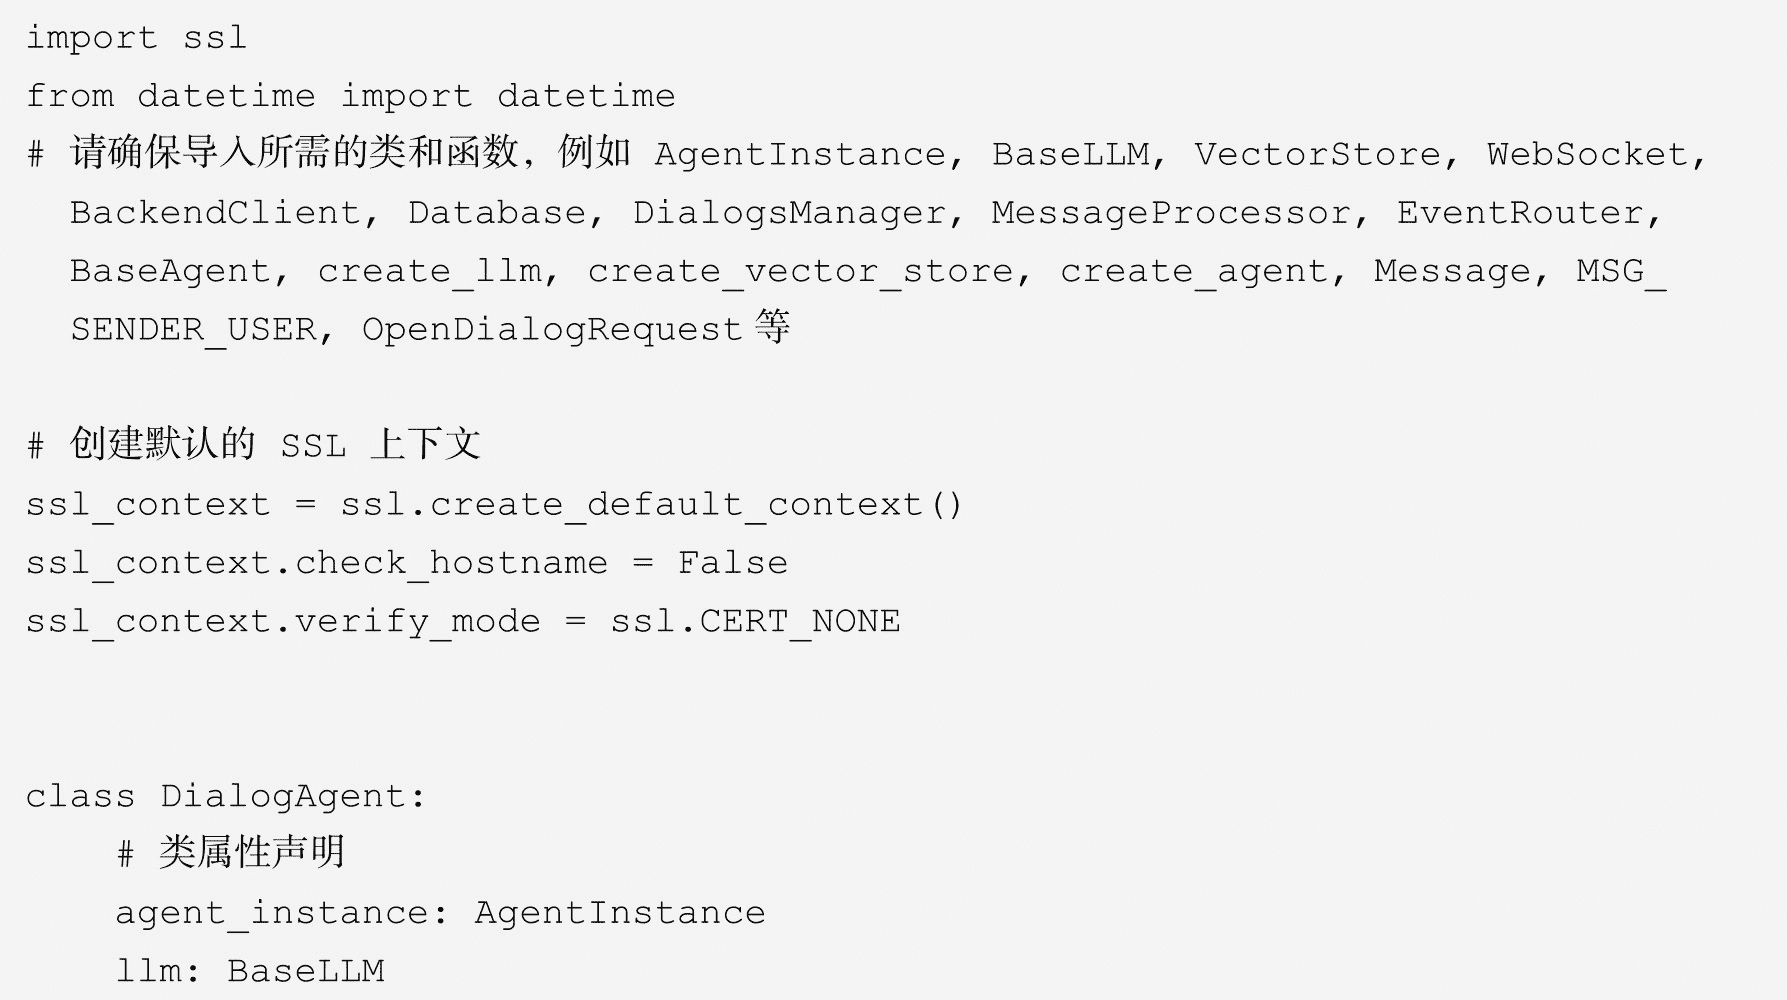 import ssl
from datetime import datetime
# 请确保导入所需的类和函数，例如 AgentInstance, BaseLLM, VectorStore, WebSocket,
BackendClient, Database, DialogsManager, MessageProcessor, EventRouter,
BaseAgent, create_llm, create_vector_store, create_agent, Message, MSG_
SENDER_USER, OpenDialogRequest 等
# 创建默认的 SSL 上下文
ssl_context = ssl.create_default_context()
ssl_context.check_hostname = False
ssl_context.verify_mode = ssl.CERT_NONE
class DialogAgent:
# 类属性声明
agent_instance: AgentInstance
llm: BaseLLM